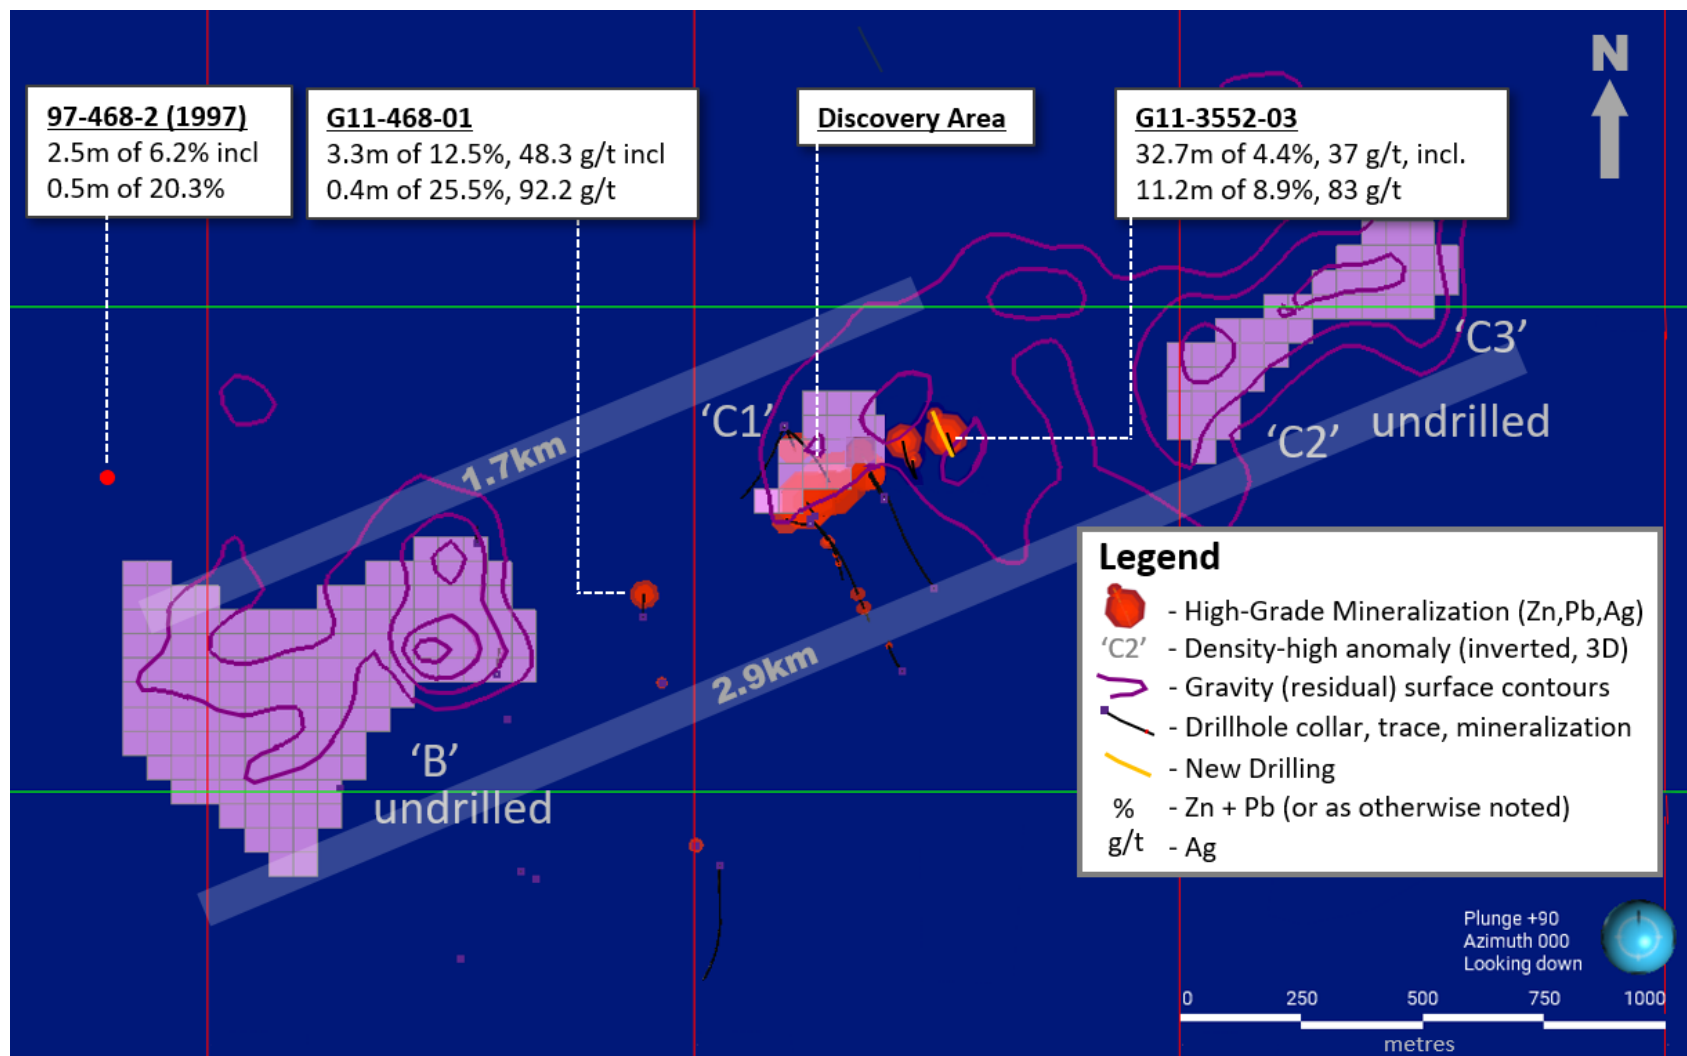 N
97-468-2 (1997)
2.5m of 6.2% incl
0.5m of 20.3%
G11-468-01
3.3m of 12.5%, 48.3 g/t incl
0.4m of 25.5%, 92.2 g/t
Discovery Area
G11-3552-03
32.7m of 4.4%, 37 g/t, incl.
11.2m of 8.9%, 83 g/t
‘C3’
‘C1’
‘C2’ undrilled
1.7km
2.9km
‘B’
undrilled
Legend
- High-Grade Mineralization (Zn,Pb,Ag)
‘C2’ - Density-high anomaly (inverted, 3D)
- Gravity (residual) surface contours
- Drillhole collar, trace, mineralization
- New Drilling
% - Zn + Pb (or as otherwise noted)
g/t - Ag
Plunge +90
Azimuth 000
Looking down
0 250 500 750 1000
metres